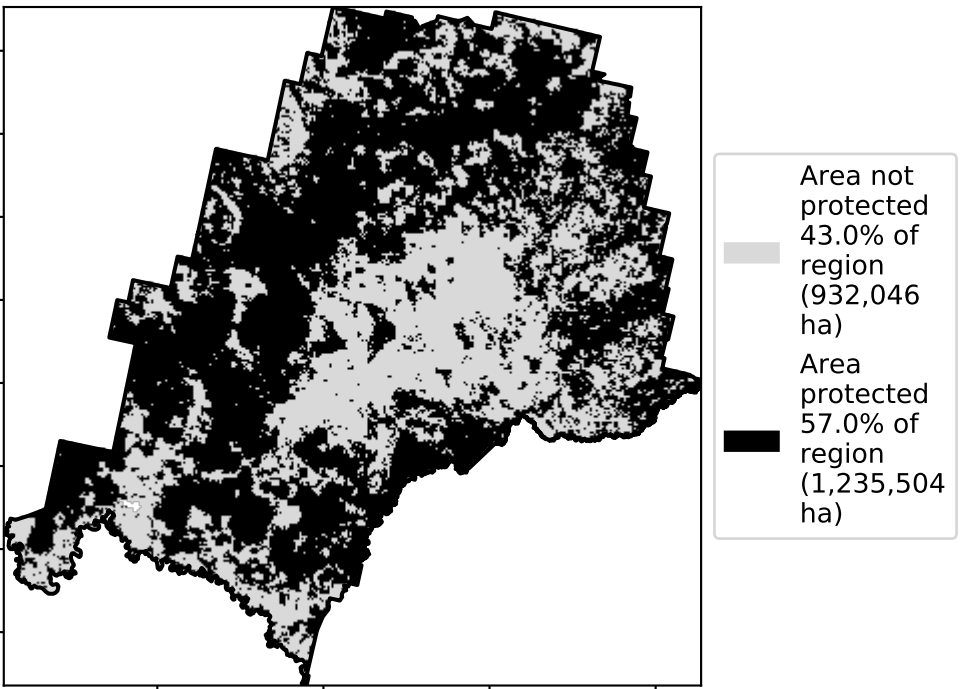 Area not
protected
43.0% of
region
(932,046
ha)
Area
protected
57.0% of
region
(1,235,504
ha)